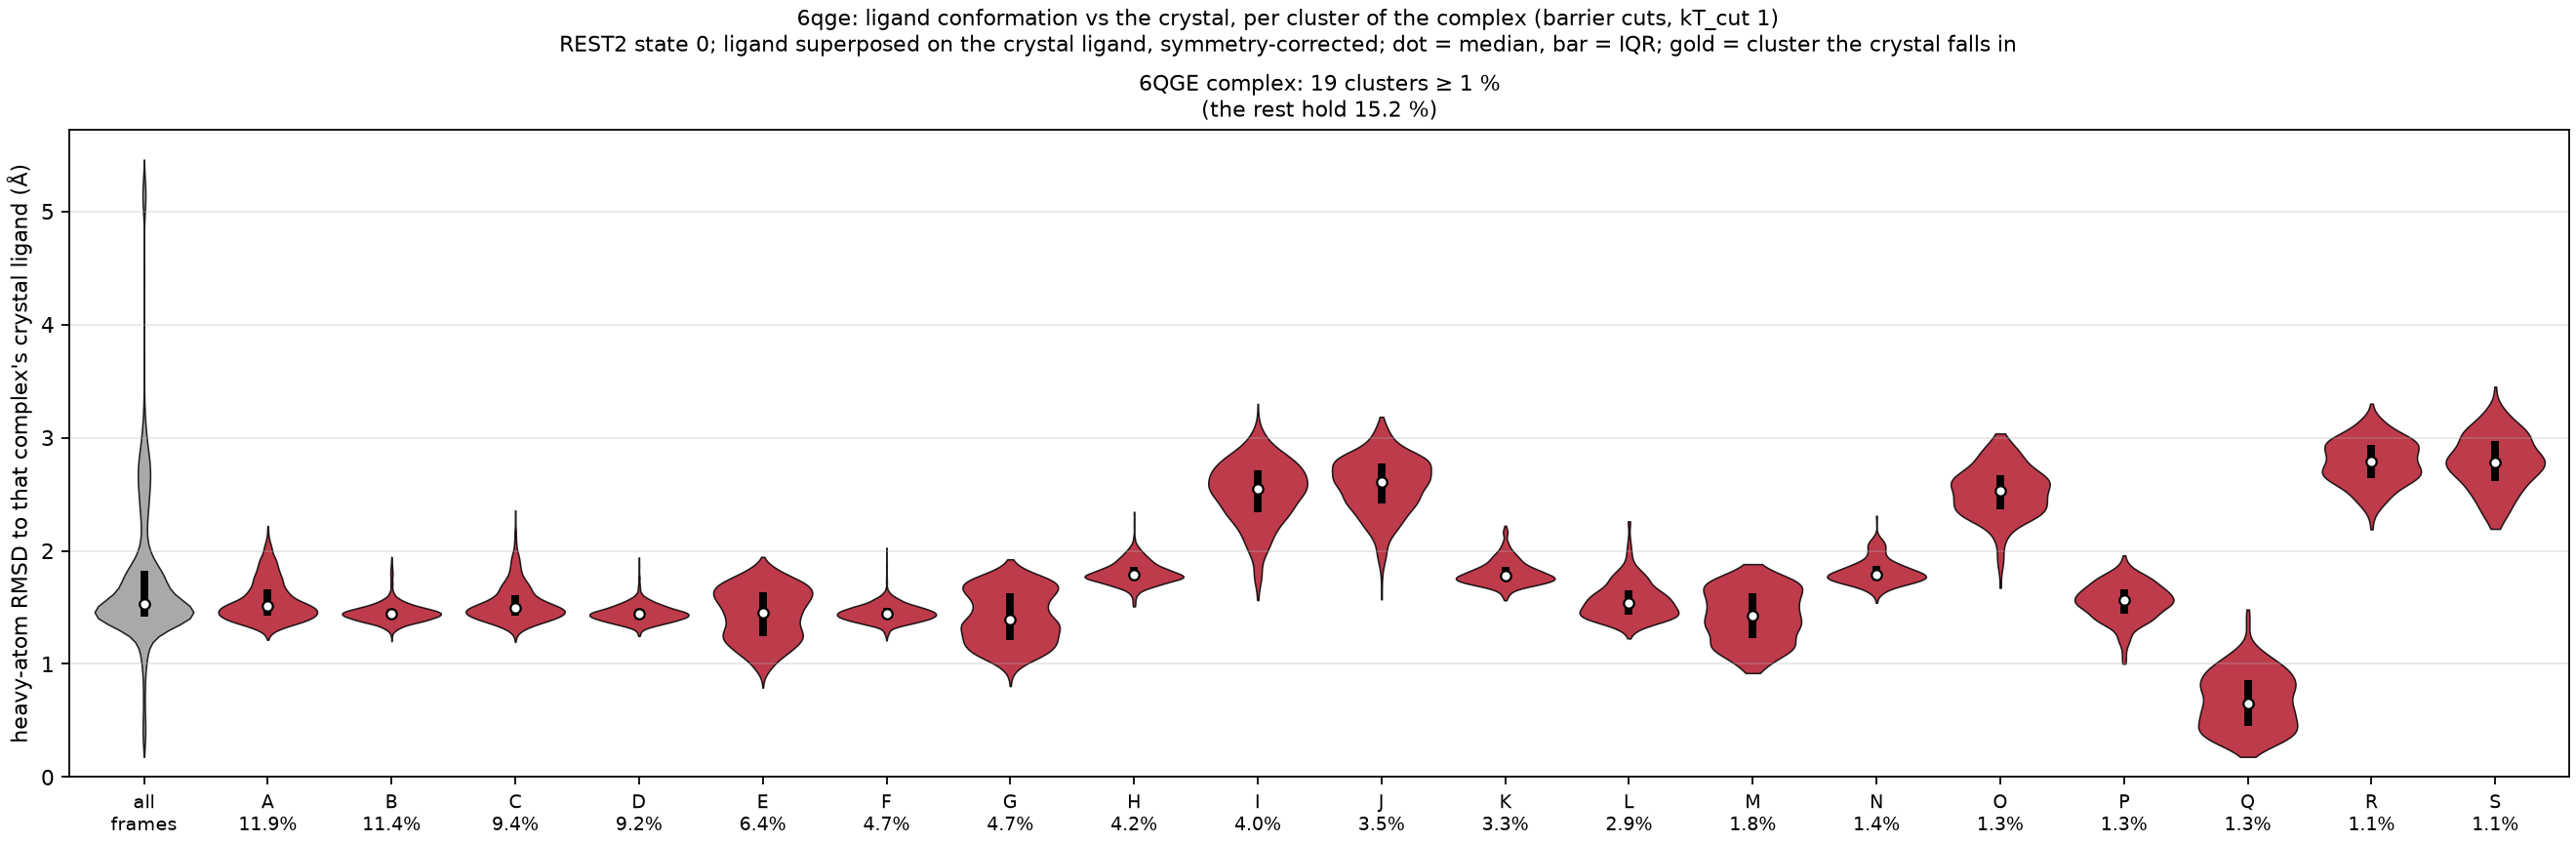 6qge: ligand conformation vs the crystal, per cluster of the complex (barrier cuts, kT_cut 1)
REST2 state 0; ligand superposed on the crystal ligand, symmetry-corrected; dot = median, bar = IQR; gold = cluster the crystal falls in
6QGE complex: 19 clusters ≥ 1 %
(the rest hold 15.2 %)
heavy-atom RMSD to that complex's crystal ligand (Å)
5
4
3
2
1
0
all A B C D E F G H I J K L M N O P Q R S
frames 11.9% 11.4% 9.4% 9.2% 6.4% 4.7% 4.7% 4.2% 4.0% 3.5% 3.3% 2.9% 1.8% 1.4% 1.3% 1.3% 1.3% 1.1% 1.1%